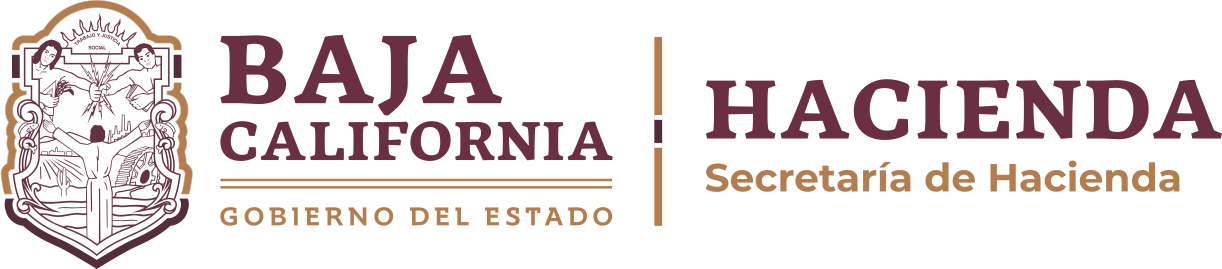 TRABAJO Y JUSTICIA
SOCIAL
BAJA
CALIFORNIA
GOBIERNO DEL ESTADO
HACIENDA
Secretaría de Hacienda